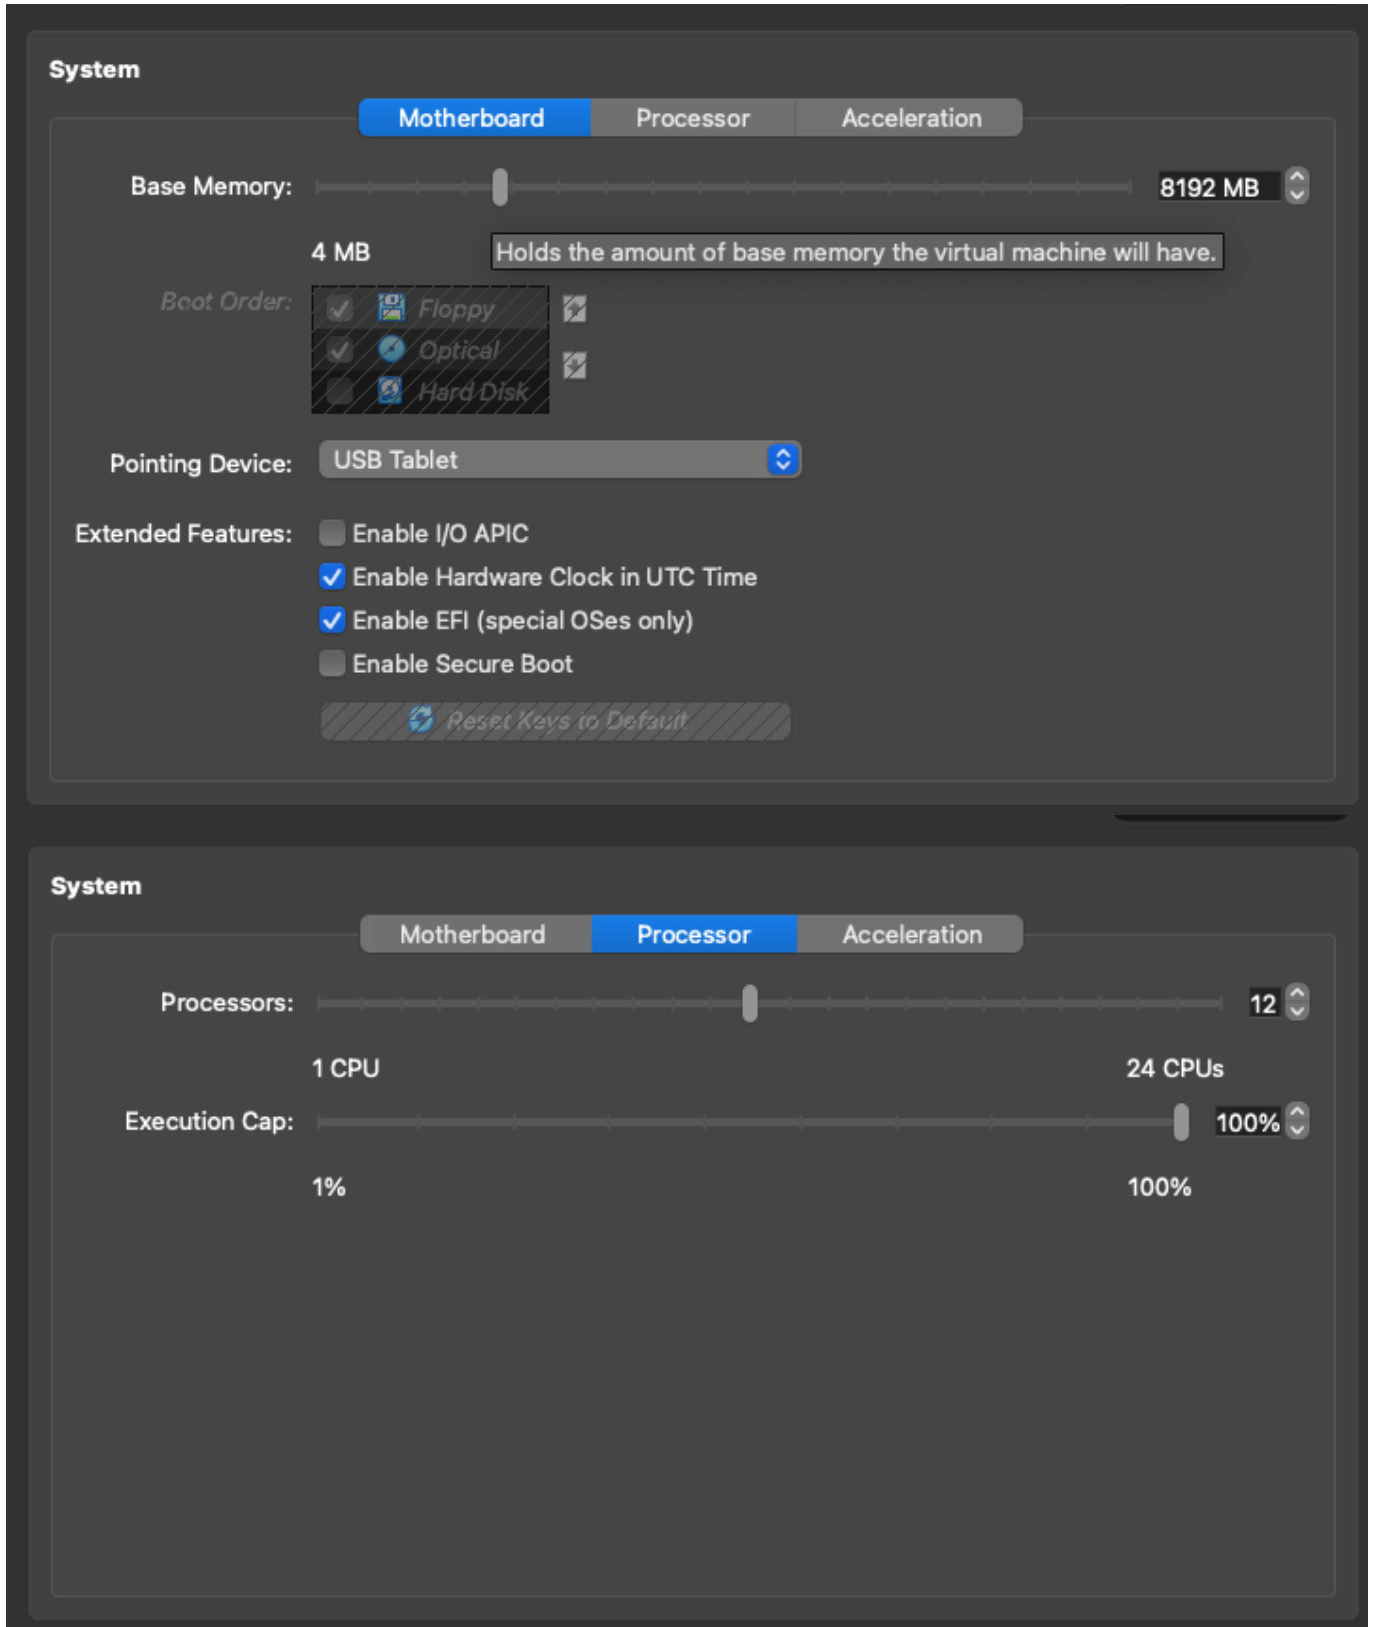 System
Motherboard Processor Acceleration
Base Memory: 8192 MB
4 MB Holds the amount of base memory the virtual machine will have.
Boot Order: Floppy
Optical
Hard Disk
Pointing Device: USB Tablet
Extended Features: Enable I/O APIC
Enable Hardware Clock in UTC Time
Enable EFI (special OSes only)
Enable Secure Boot
Reset Keys to Default
System
Motherboard Processor Acceleration
Processors: 12
1 CPU 24 CPUs
Execution Cap: 100%
1% 100%